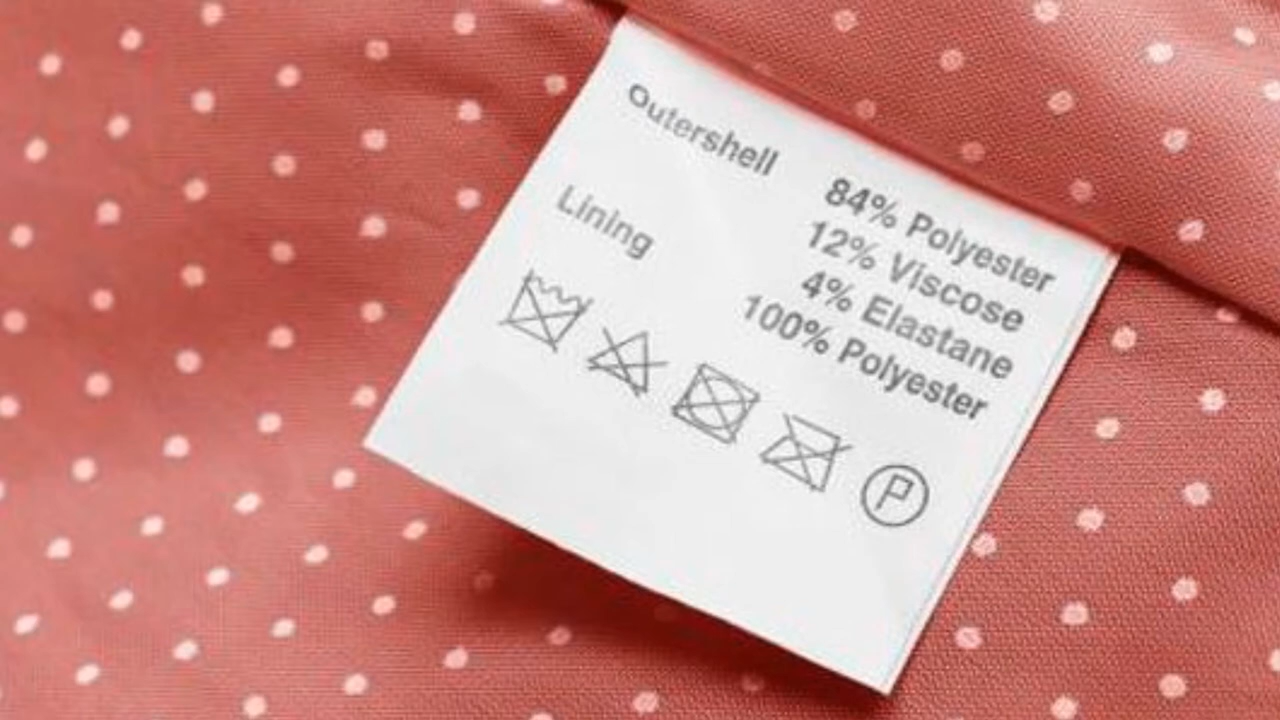 Outershell 84% Polyester
12% Viscose
4% Elastane
Lining 100% Polyester
P